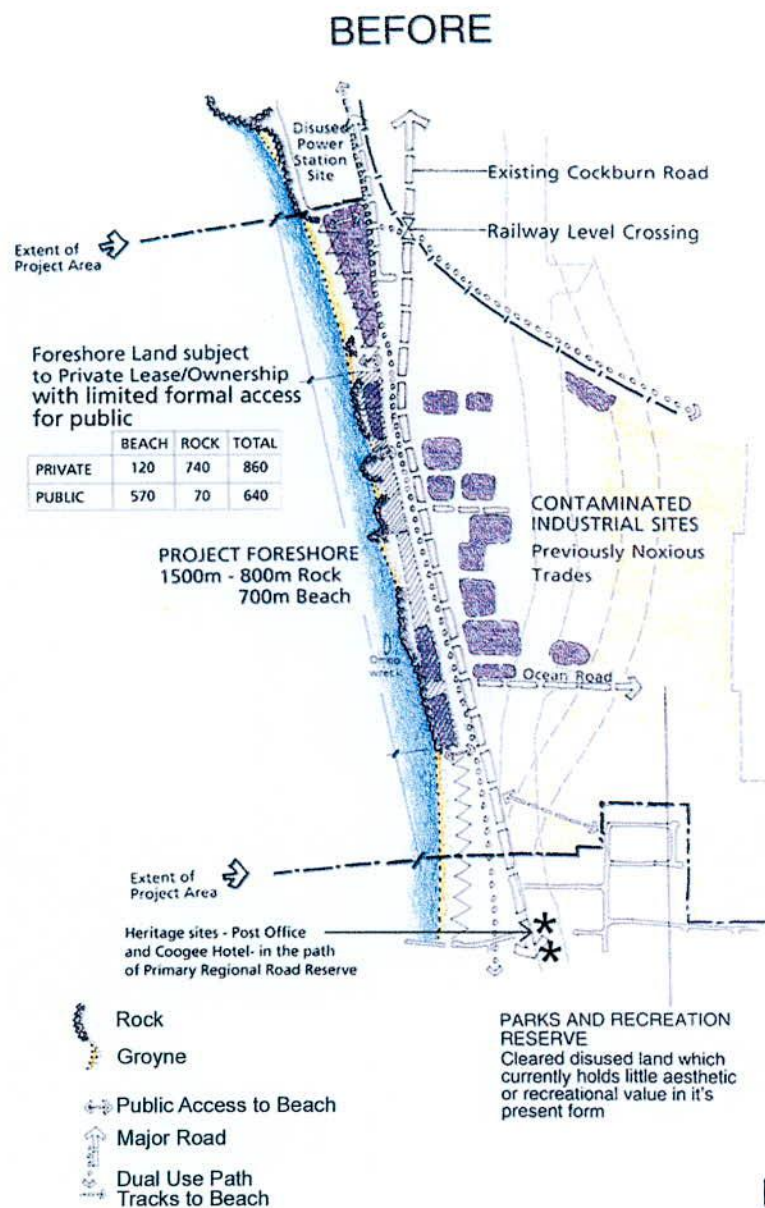 BEFORE
Disused
Power
Station
Site
Existing Cockburn Road
Railway Level Crossing
Extent of
Project Area
Foreshore Land subject
to Private Lease/Ownership
with limited formal access
for public
BEACH ROCK TOTAL
PRIVATE 120 740 860
PUBLIC 570 70 640
CONTAMINATED
INDUSTRIAL SITES
Previously Noxious
Trades
PROJECT FORESHORE
1500m - 800m Rock
700m Beach
Omeo
wreck
Ocean Road
Extent of
Project Area
Heritage sites - Post Office
and Coogee Hotel- in the path
of Primary Regional Road Reserve
PARKS AND RECREATION
RESERVE
Cleared disused land which
currently holds little aesthetic
or recreational value in it's
present form
Rock
Groyne
Public Access to Beach
Major Road
Dual Use Path
Tracks to Beach